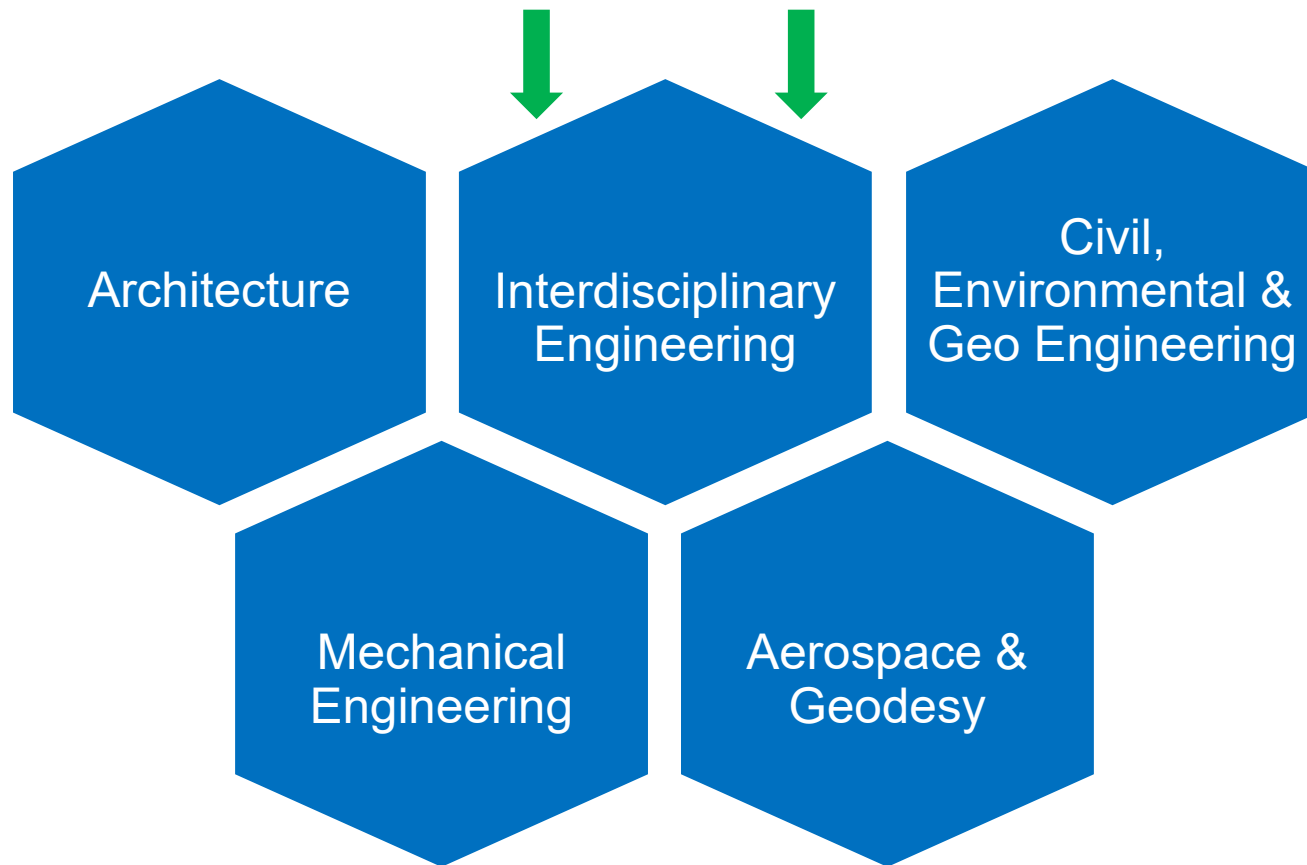 Architecture
Interdisciplinary
Engineering
Civil,
Environmental &
Geo Engineering
Mechanical
Engineering
Aerospace &
Geodesy